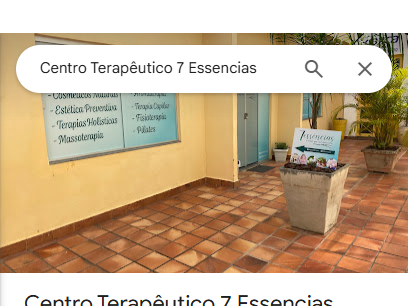 Centro Terapêutico 7 Essencias
- Cosméticos Naturais
- Estética Preventiva
- Terapias Holísticas
- Massoterapia
- Terapia Capilar
- Fisioterapia
- Pilates
7 essencias
Centro Terapêutico 7 Essencias